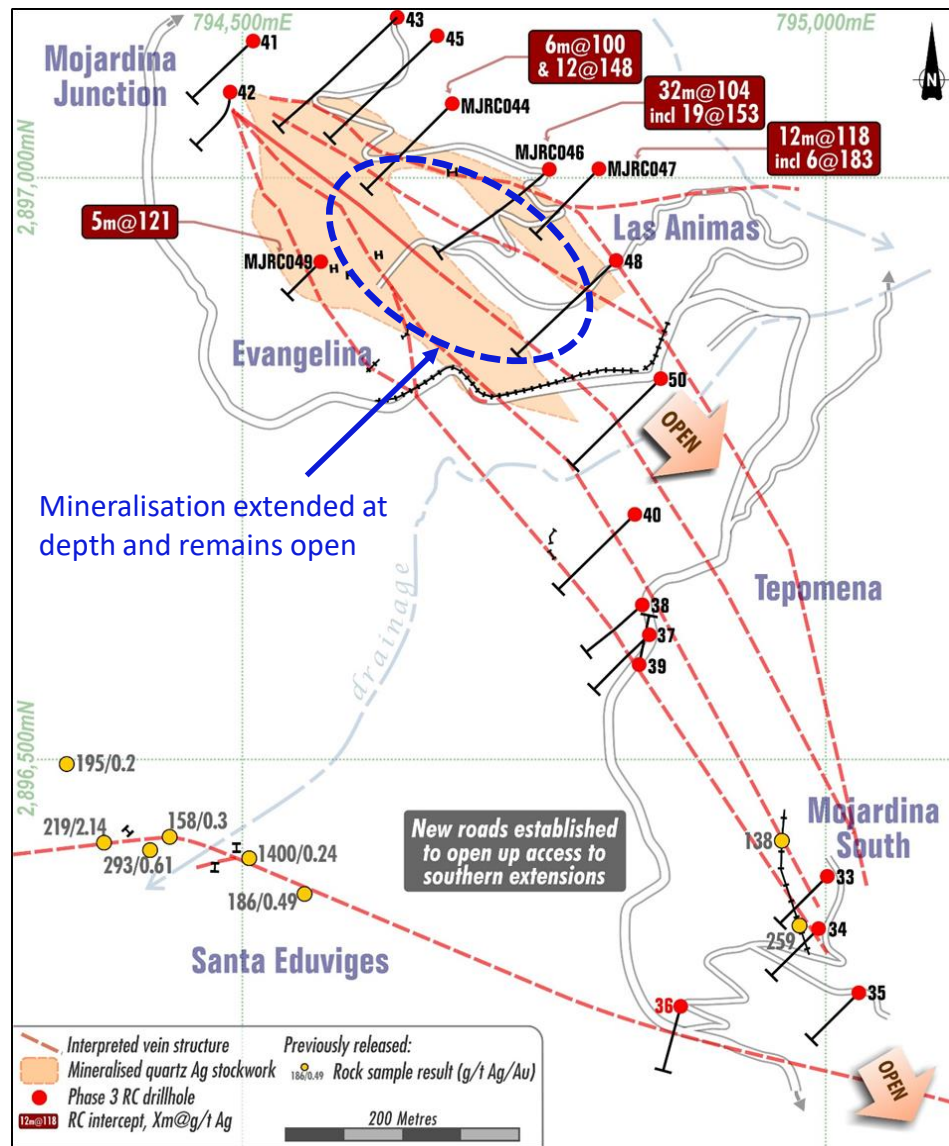 794,500mE
795,000mE
Mojardina
Junction
41
43
45
42
6m@100
& 12@148
MJRC044
32m@104
incl 19@153
MJRC046
12m@118
incl 6@183
MJRC047
2,897,000mN
5m@121
MJRC049
Las Animas
48
Evangelina
50
OPEN
Mineralisation extended at
depth and remains open
40
Tepomena
38
37
39
drainage
2,896,500mN
195/0.2
219/2.14
158/0.3
293/0.61
1400/0.24
186/0.49
New roads established
to open up access to
southern extensions
Mojardina
South
138
33
259
34
Santa Eduviges
35
36
OPEN
N
Interpreted vein structure
Mineralised quartz Ag stockwork
Phase 3 RC drillhole
12m@118 RC intercept, Xm@g/t Ag
Previously released:
186/0.49 Rock sample result (g/t Ag/Au)
200 Metres